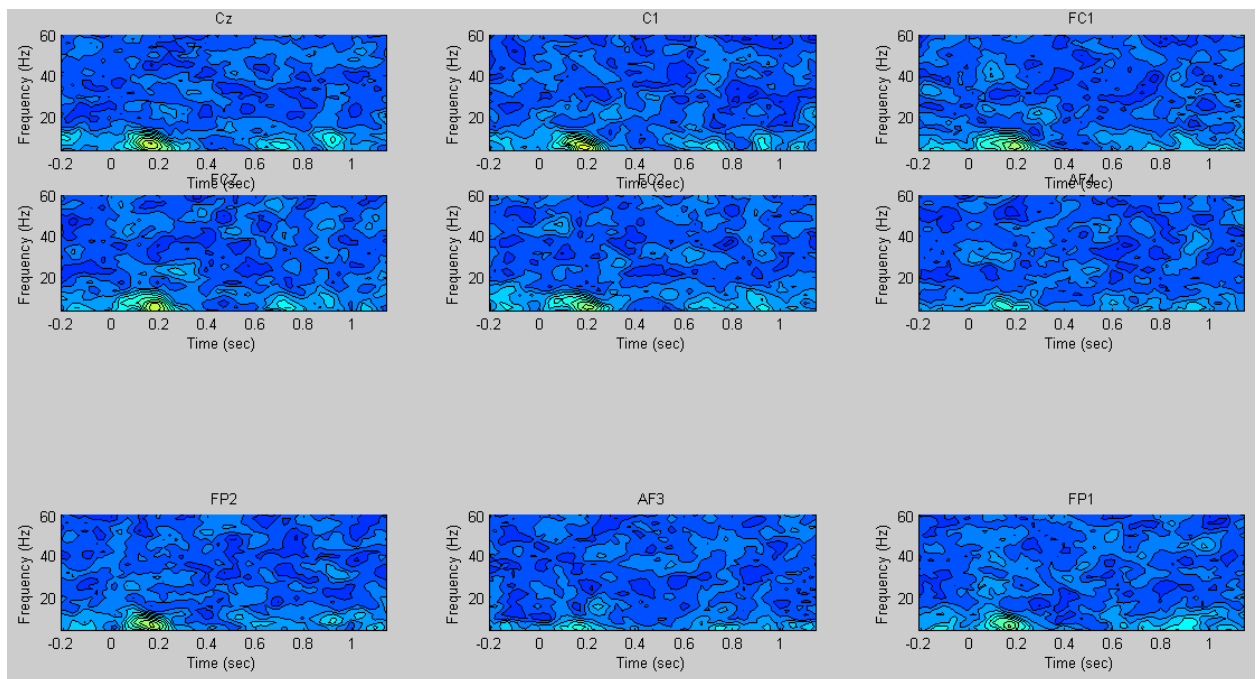 Cz C1 FC1
Frequency (Hz) Frequency (Hz) Frequency (Hz)
60 60 60
40 40 40
20 20 20
-0.2 0 0.2 0.4 0.6 0.8 1 -0.2 0 0.2 0.4 0.6 0.8 1 -0.2 0 0.2 0.4 0.6 0.8 1
Time (sec) Time (sec) Time (sec)
FC2 AF4
Frequency (Hz) Frequency (Hz) Frequency (Hz)
60 60 60
40 40 40
20 20 20
-0.2 0 0.2 0.4 0.6 0.8 1 -0.2 0 0.2 0.4 0.6 0.8 1 -0.2 0 0.2 0.4 0.6 0.8 1
Time (sec) Time (sec) Time (sec)
FP2 AF3 FP1
Frequency (Hz) Frequency (Hz) Frequency (Hz)
60 60 60
40 40 40
20 20 20
-0.2 0 0.2 0.4 0.6 0.8 1 -0.2 0 0.2 0.4 0.6 0.8 1 -0.2 0 0.2 0.4 0.6 0.8 1
Time (sec) Time (sec) Time (sec)